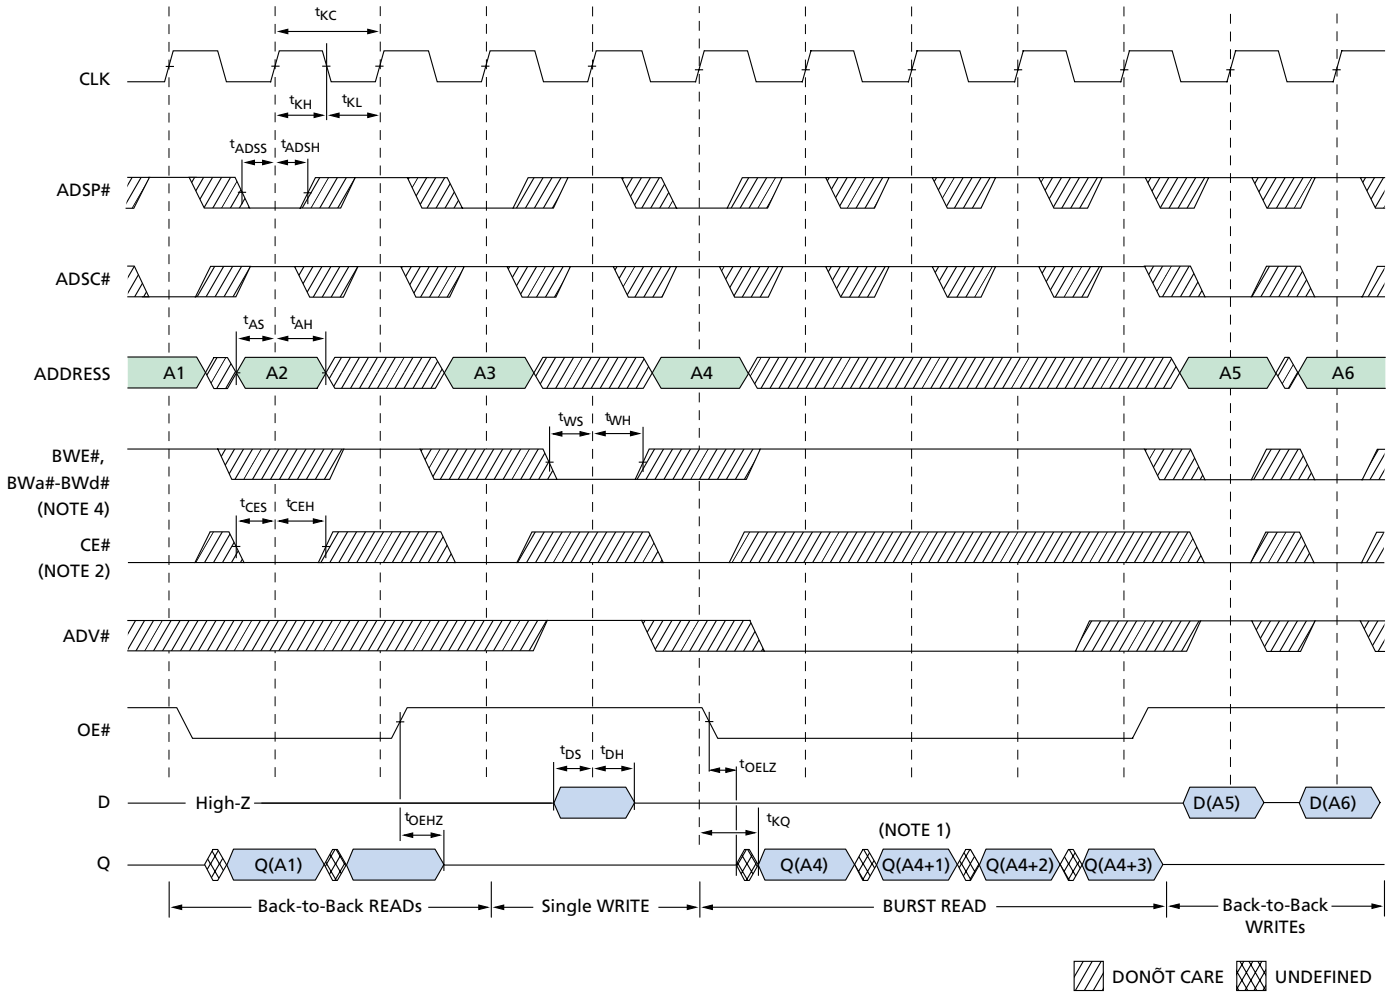 tKC
CLK
tKH
tKL
tADSS
tADSH
ADSP#
ADSC#
tAS
tAH
ADDRESS
A1
A2
A3
A4
A5
A6
tWS
tWH
BWE#,
BWa#-BWd#
(NOTE 4)
tCES
tCEH
CE#
(NOTE 2)
ADV#
OE#
tDS
tDH
tOELZ
D
High-Z
D(A5)
D(A6)
tOEHZ
tKQ
(NOTE 1)
Q
Q(A1)
Q(A4)
Q(A4+1)
Q(A4+2)
Q(A4+3)
Back-to-Back READs
Single WRITE
BURST READ
Back-to-Back
WRITEs
DONÕT CARE
UNDEFINED